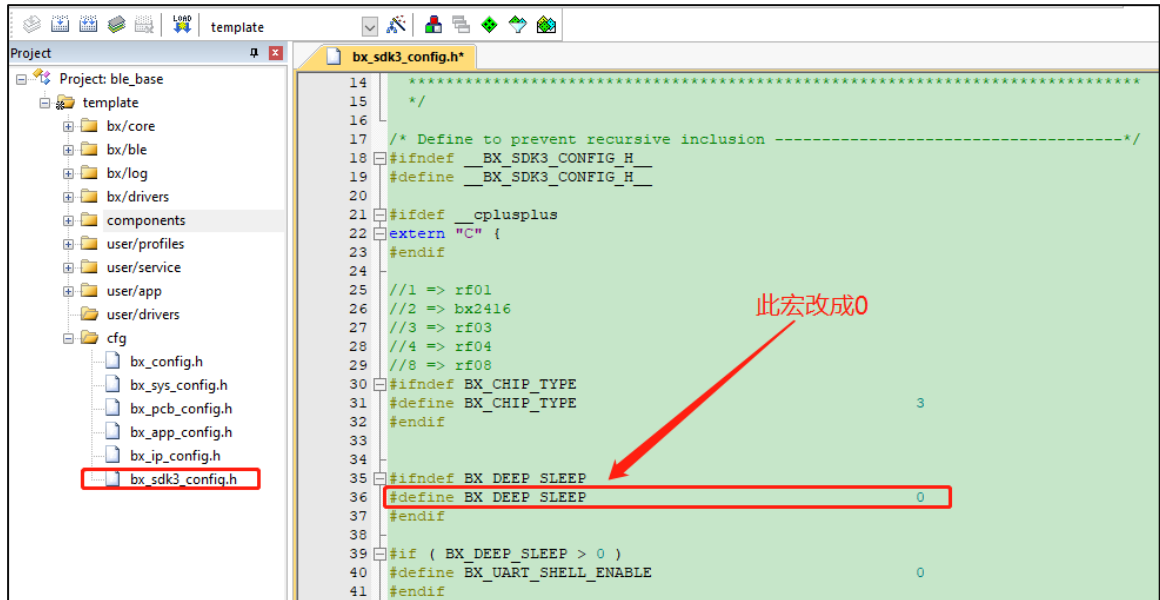 LOAD
template
Project
bx_sdk3_config.h*
Project: ble_base
template
bx/core
bx/ble
bx/log
bx/drivers
components
user/profiles
user/service
user/app
user/drivers
cfg
bx_config.h
bx_sys_config.h
bx_pcb_config.h
bx_app_config.h
bx_ip_config.h
bx_sdk3_config.h
14 ******************************************************************************
15 */
16
17 /* Define to prevent recursive inclusion -------------------------------------*/
18 #ifndef __BX_SDK3_CONFIG_H__
19 #define __BX_SDK3_CONFIG_H__
20
21 #ifdef __cplusplus
22 extern "C" {
23 #endif
24
25 //1 => rf01
26 //2 => bx2416
27 //3 => rf03
28 //4 => rf04
29 //8 => rf08
30 #ifndef BX_CHIP_TYPE
31 #define BX_CHIP_TYPE 3
32 #endif
33
34
35 #ifndef BX_DEEP_SLEEP
36 #define BX_DEEP_SLEEP 0
37 #endif
38
39 #if ( BX_DEEP_SLEEP > 0 )
40 #define BX_UART_SHELL_ENABLE 0
41 #endif
此宏改成0